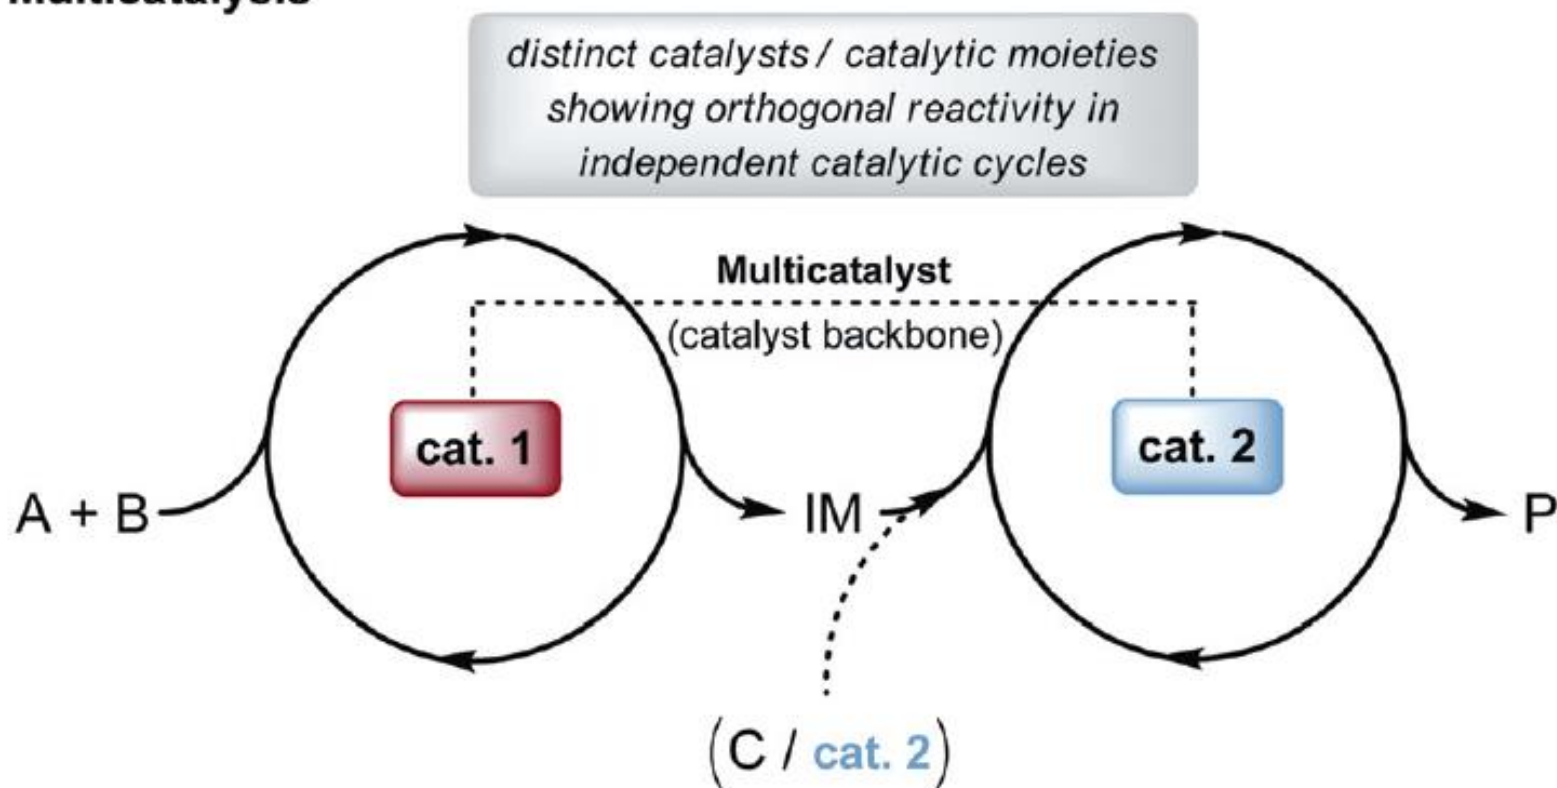 Multicatalysis
distinct catalysts / catalytic moieties
showing orthogonal reactivity in
independent catalytic cycles
Multicatalyst
(catalyst backbone)
cat. 1
cat. 2
A + B
IM
P
(C / cat. 2)